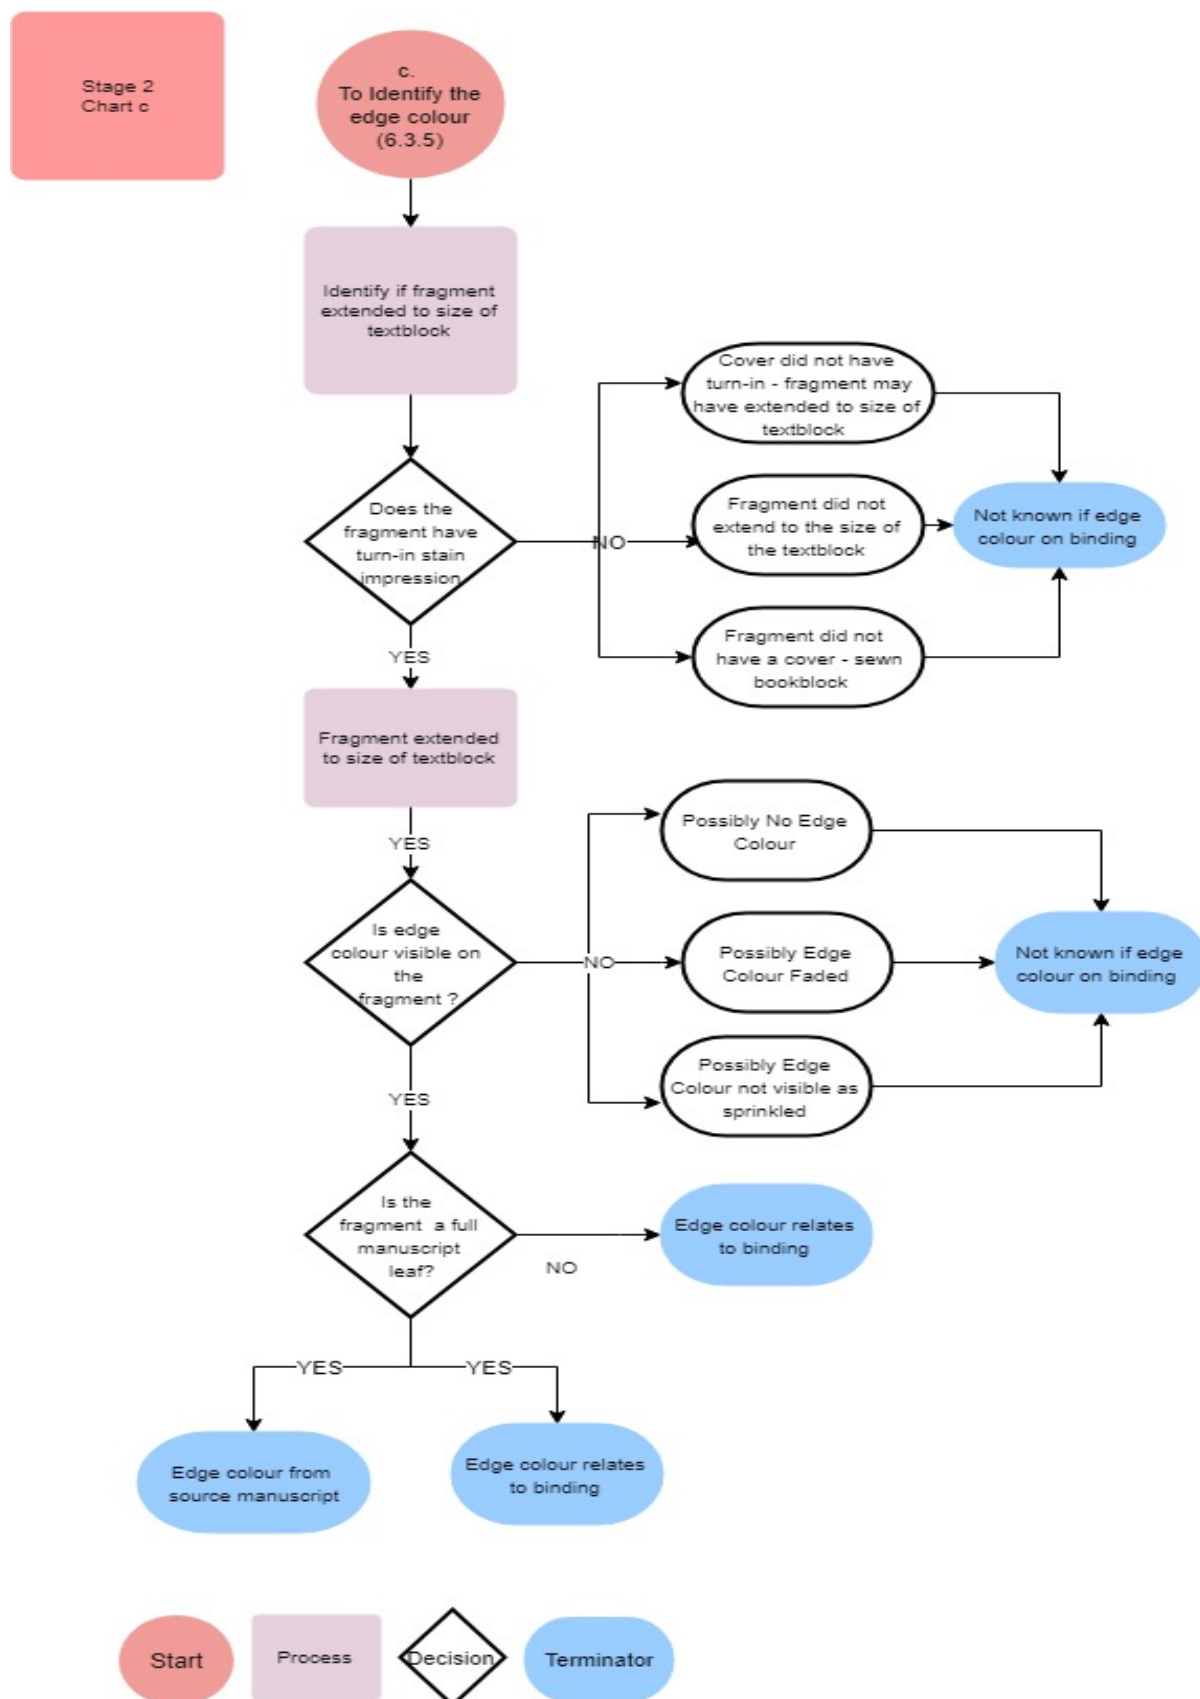 Stage 2
Chart c
c.
To Identify the
edge colour
(6.3.5)
Identify if fragment
extended to size of
textblock
Does the
fragment have
turn-in stain
impression
NO
Cover did not have
turn-in - fragment may
have extended to size of
textblock
Fragment did not
extend to the size of
the textblock
Fragment did not
have a cover - sewn
bookblock
Not known if edge
colour on binding
YES
Fragment extended
to size of textblock
YES
Is edge
colour visible on
the
fragment ?
NO
Possibly No Edge
Colour
Possibly Edge
Colour Faded
Possibly Edge
Colour not visible as
sprinkled
Not known if edge
colour on binding
YES
Is the
fragment a full
manuscript
leaf?
NO
Edge colour relates
to binding
YES
YES
Edge colour from
source manuscript
Edge colour relates
to binding
Start
Process
Decision
Terminator